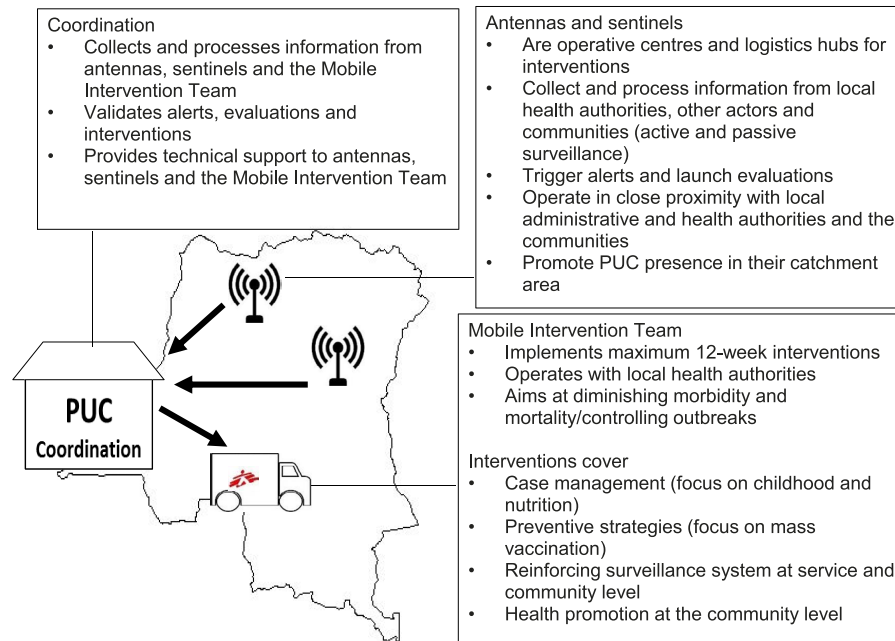 Coordination
• Collects and processes information from
antennas, sentinels and the Mobile
Intervention Team
• Validates alerts, evaluations and
interventions
• Provides technical support to antennas,
sentinels and the Mobile Intervention Team
Antennas and sentinels
• Are operative centres and logistics hubs for
interventions
• Collect and process information from local
health authorities, other actors and
communities (active and passive
surveillance)
• Trigger alerts and launch evaluations
• Operate in close proximity with local
administrative and health authorities and the
communities
• Promote PUC presence in their catchment
area
PUC
Coordination
Mobile Intervention Team
• Implements maximum 12-week interventions
• Operates with local health authorities
• Aims at diminishing morbidity and
mortality/controlling outbreaks
Interventions cover
• Case management (focus on childhood and
nutrition)
• Preventive strategies (focus on mass
vaccination)
• Reinforcing surveillance system at service and
community level
• Health promotion at the community level